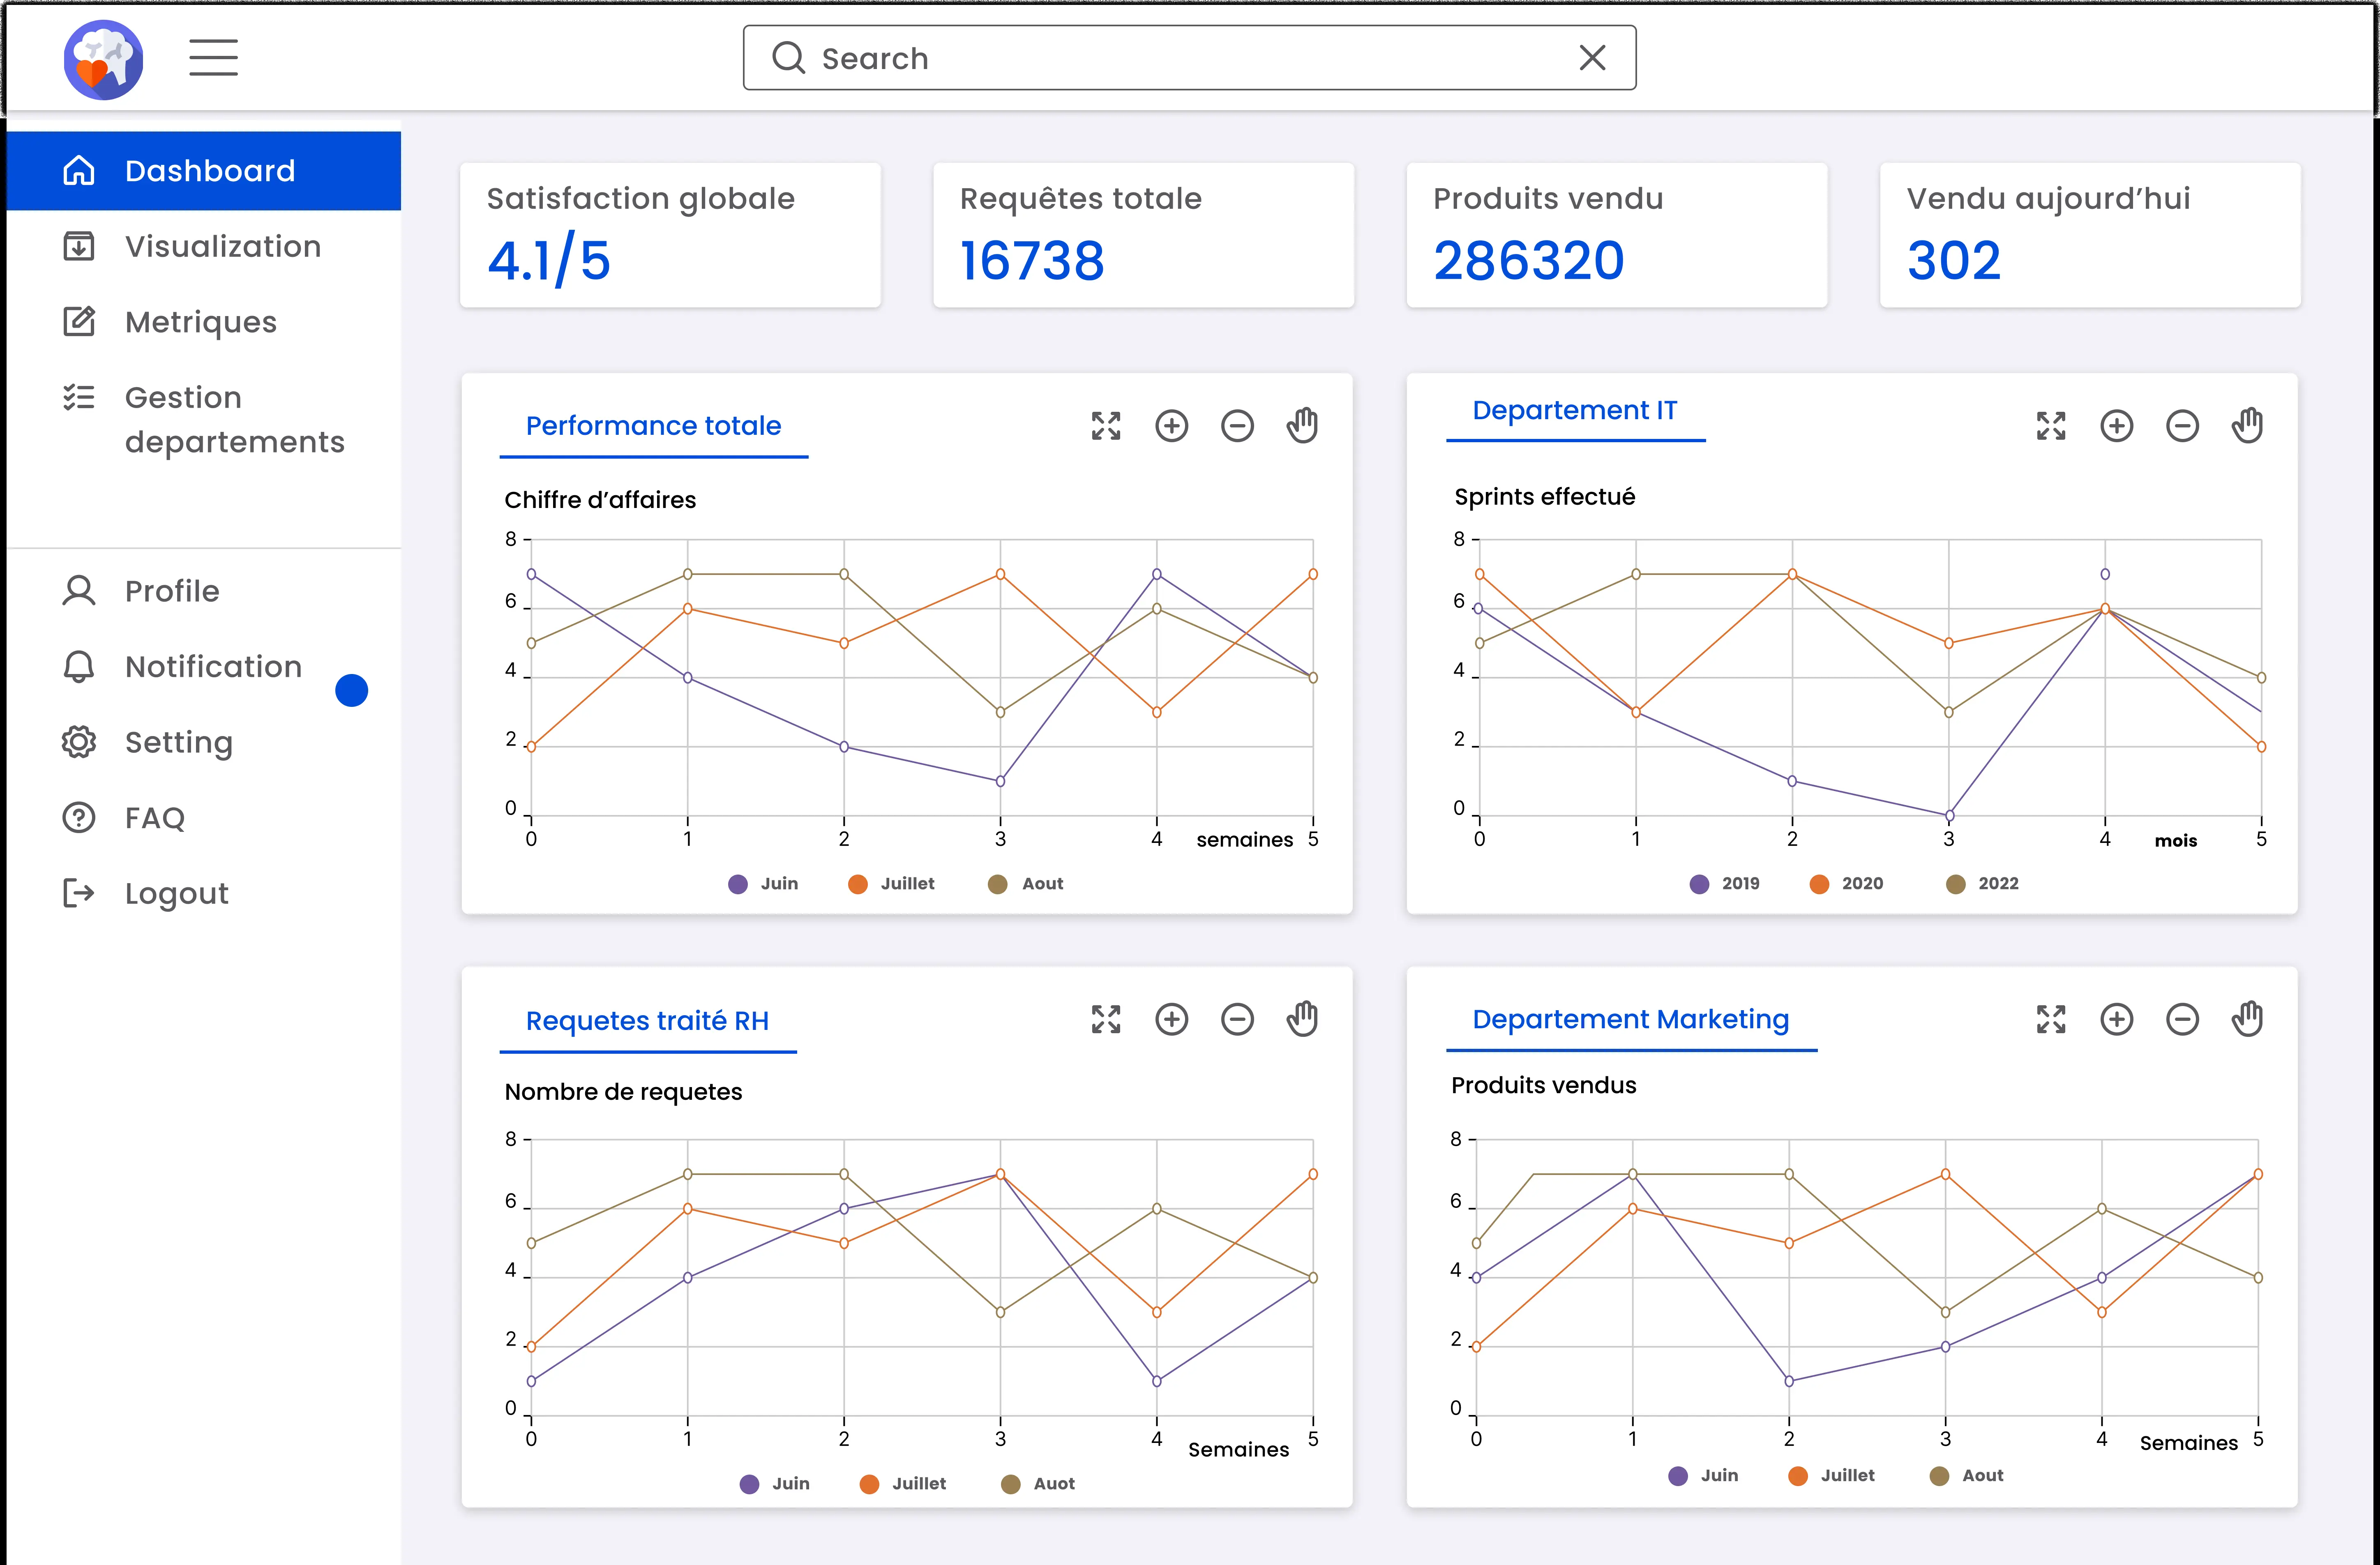 Search
Dashboard
Visualization
Metriques
Gestion
departements
Profile
Notification
Setting
FAQ
Logout
Satisfaction globale
4.1/5
Requêtes totale
16738
Produits vendu
286320
Vendu aujourd’hui
302
Performance totale
Chiffre d’affaires
8
6
4
2
0
0 1 2 3 4 semaines 5
Juin Juillet Aout
Departement IT
Sprints effectué
8
6
4
2
0
0 1 2 3 4 mois 5
2019 2020 2022
Requetes traité RH
Nombre de requetes
8
6
4
2
0
0 1 2 3 4 Semaines 5
Juin Juillet Auot
Departement Marketing
Produits vendus
8
6
4
2
0
0 1 2 3 4 Semaines 5
Juin Juillet Aout